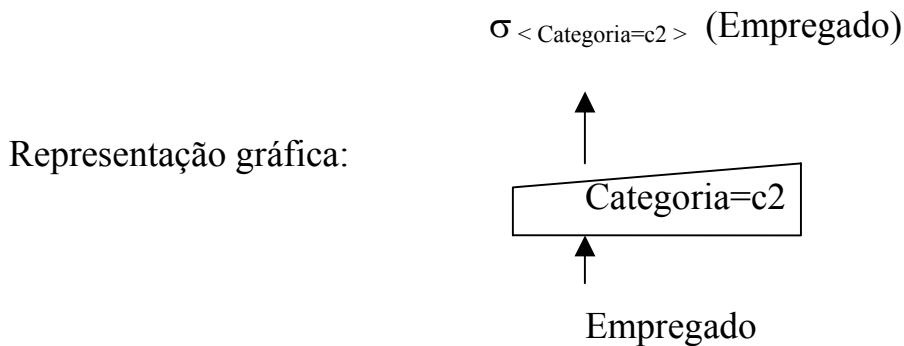 σ < Categoria=c2 > (Empregado)
Representação gráfica:
Categoria=c2
Empregado